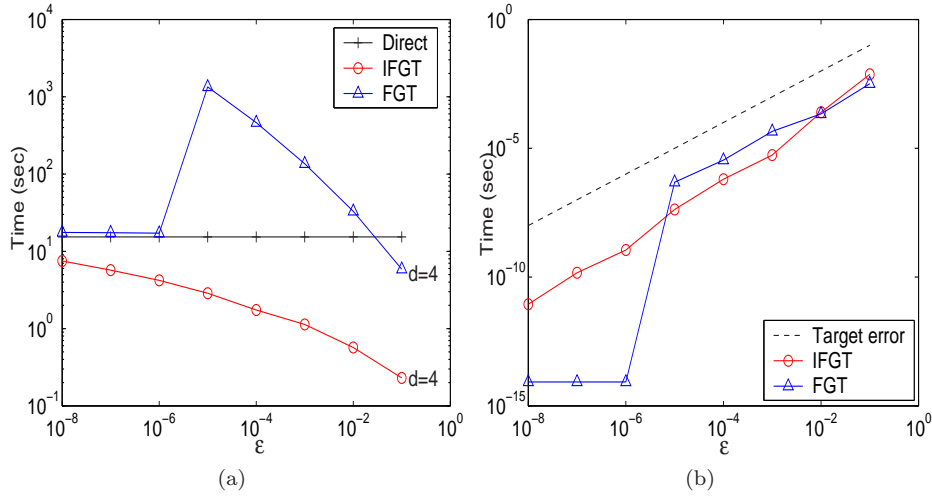 10^4
10^3
10^2
10^1
10^0
10^-1
Time (sec)
Direct
IFGT
FGT
d=4
d=4
10^-8
10^-6
10^-4
10^-2
10^0
ε
(a)
10^0
10^-5
10^-10
10^-15
Time (sec)
Target error
IFGT
FGT
10^-8
10^-6
10^-4
10^-2
10^0
ε
(b)